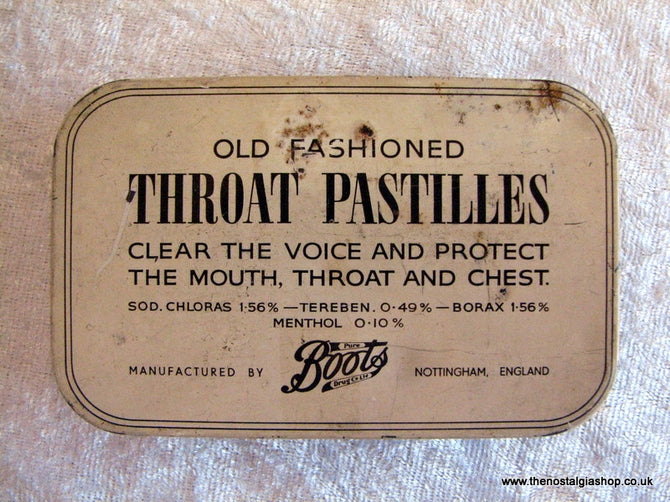 OLD FASHIONED
THROAT PASTILLES
CLEAR THE VOICE AND PROTECT
THE MOUTH, THROAT AND CHEST.
SOD. CHLORAS 1·56% — TEREBEN. 0·49% — BORAX 1·56%
MENTHOL 0·10%
MANUFACTURED BY Pure Boots Drug Co Ltd NOTTINGHAM, ENGLAND
www.thenostalgiashop.co.uk